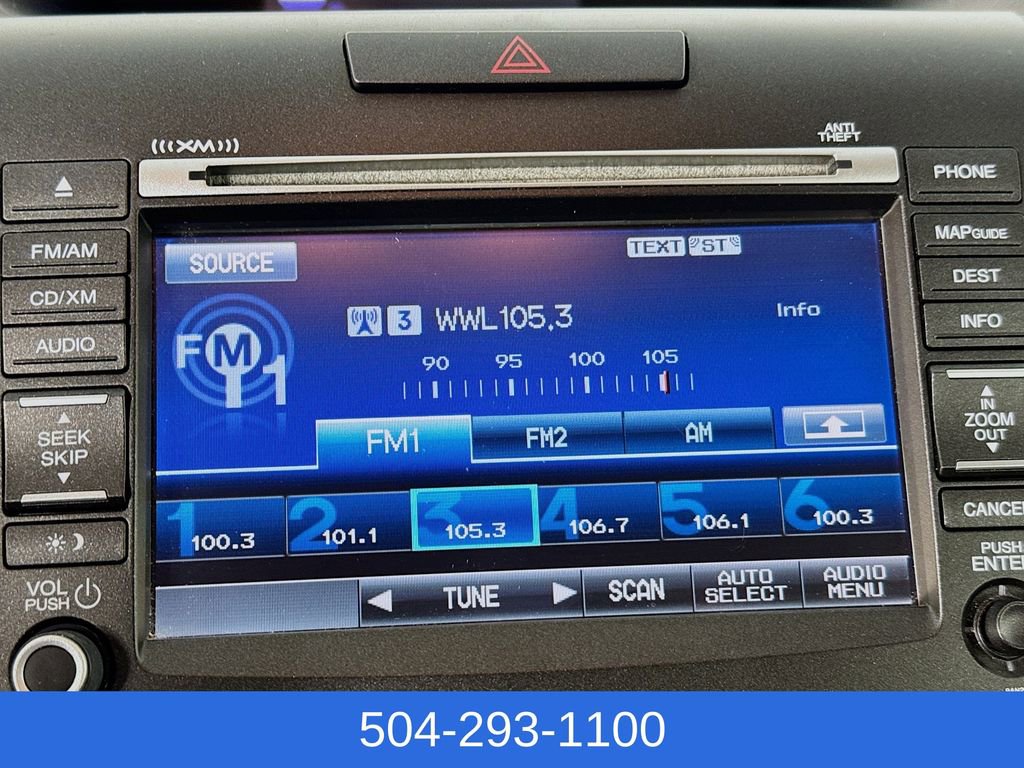 XM
ANTI
THEFT
PHONE
FM/AM
MAP GUIDE
CD/XM
DEST
AUDIO
INFO
SEEK
SKIP
IN
ZOOM
OUT
CANCEL
VOL
PUSH
PUSH
ENTER
SOURCE
TEXT ST
3 WWL105.3
Info
FM1
90 95 100 105
FM1 FM2 AM
1 100.3
2 101.1
3 105.3
4 106.7
5 106.1
6 100.3
TUNE
SCAN
AUTO
SELECT
AUDIO
MENU
504-293-1100